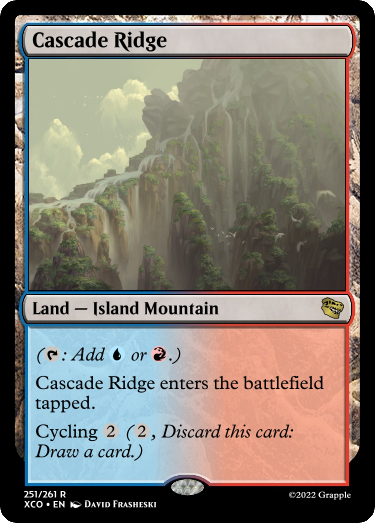 Cascade Ridge
Land — Island Mountain
(: Add or .)
Cascade Ridge enters the battlefield
tapped.
Cycling 2 (2, Discard this card:
Draw a card.)
251/261 R
XCO • EN David Frasheski
©2022 Grapple